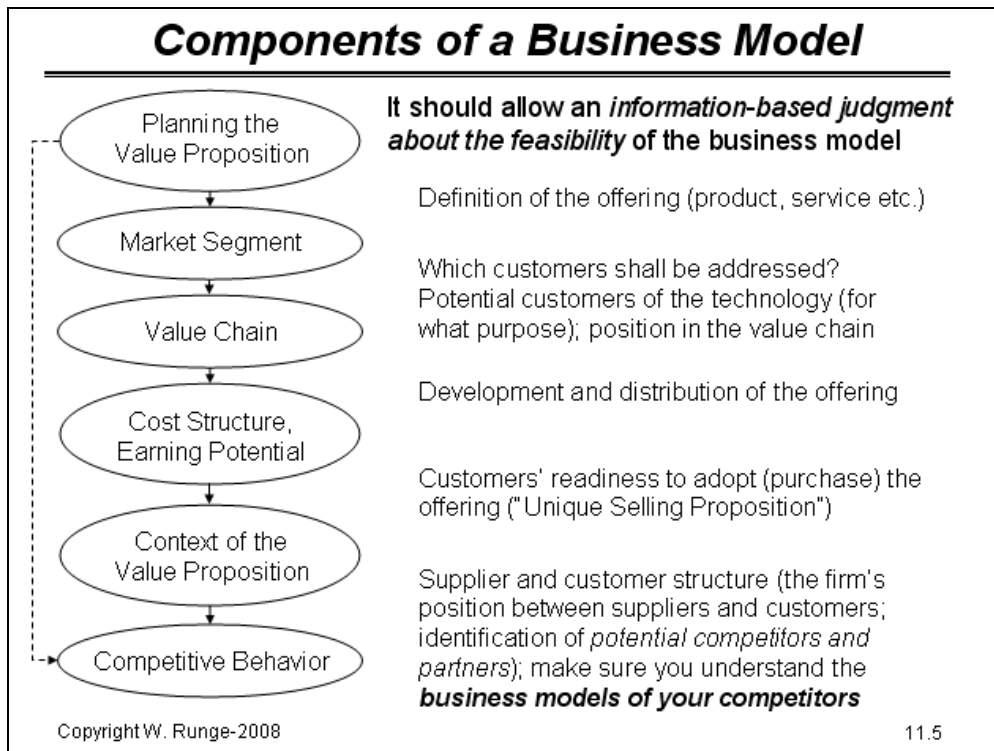 Components of a Business Model
Planning the
Value Proposition
Market Segment
Value Chain
Cost Structure,
Earning Potential
Context of the
Value Proposition
Competitive Behavior
It should allow an information-based judgment
about the feasibility of the business model
Definition of the offering (product, service etc.)
Which customers shall be addressed?
Potential customers of the technology (for
what purpose); position in the value chain
Development and distribution of the offering
Customers' readiness to adopt (purchase) the
offering ("Unique Selling Proposition")
Supplier and customer structure (the firm's
position between suppliers and customers;
identification of potential competitors and
partners); make sure you understand the
business models of your competitors
Copyright W. Runge-2008
11.5